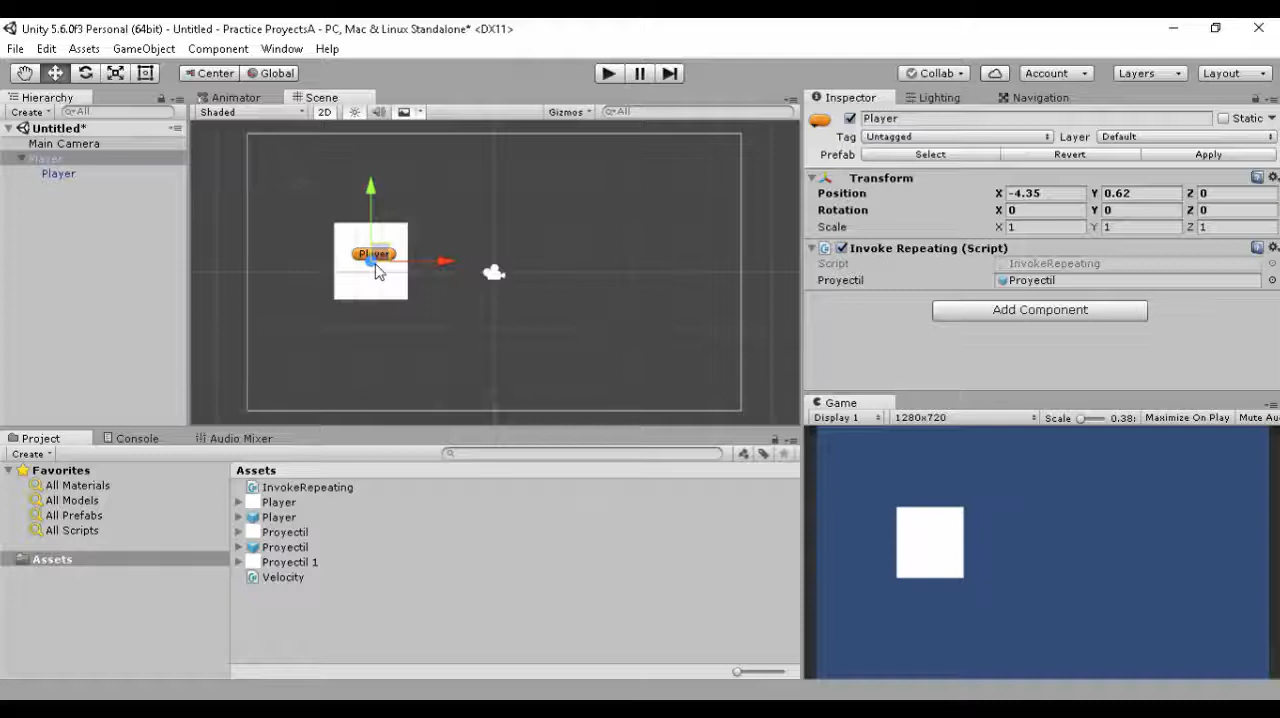 Unity 5.6.0f3 Personal (64bit) - Untitled - Practice ProyectsA - PC, Mac & Linux Standalone* <DX11>
File Edit Assets GameObject Component Window Help
Center Global Collab Account Layers Layout
Hierarchy Animator Scene Inspector Lighting Navigation
Create All Shaded 2D Gizmos All
Player Static
Untitled*
Tag Untagged Layer Default
Main Camera
Prefab Select Revert Apply
Player
Player
Transform
Position X -4.35 Y 0.62 Z 0
Rotation X 0 Y 0 Z 0
Scale X 1 Y 1 Z 1
Invoke Repeating (Script)
Player
Script InvokeRepeating
Proyectil Proyectil
Add Component
Game
Display 1 1280x720 Scale 0.38: Maximize On Play Mute Au
Project Console Audio Mixer
Create
Favorites Assets
All Materials InvokeRepeating
All Models Player
All Prefabs Player
All Scripts Proyectil
Proyectil
Assets Proyectil 1
Velocity